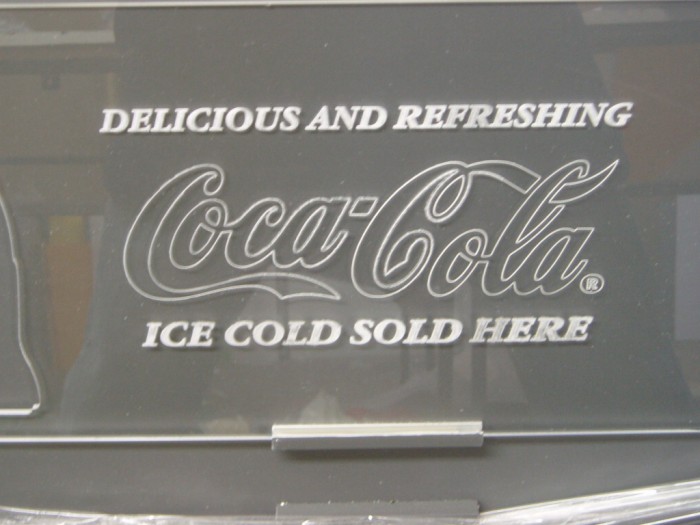 DELICIOUS AND REFRESHING
Coca-Cola®
ICE COLD SOLD HERE